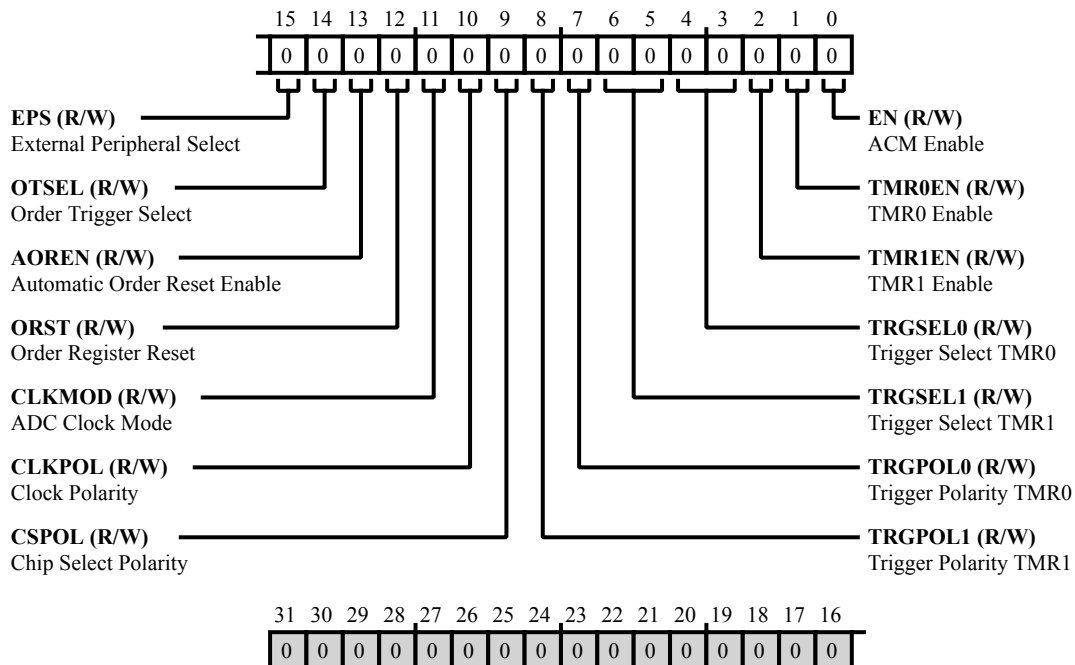 15 14 13 12 11 10 9 8 7 6 5 4 3 2 1 0
0 0 0 0 0 0 0 0 0 0 0 0 0 0 0 0
EPS (R/W)
External Peripheral Select
OTSEL (R/W)
Order Trigger Select
AOREN (R/W)
Automatic Order Reset Enable
ORST (R/W)
Order Register Reset
CLKMOD (R/W)
ADC Clock Mode
CLKPOL (R/W)
Clock Polarity
CSPOL (R/W)
Chip Select Polarity
EN (R/W)
ACM Enable
TMR0EN (R/W)
TMR0 Enable
TMR1EN (R/W)
TMR1 Enable
TRGSEL0 (R/W)
Trigger Select TMR0
TRGSEL1 (R/W)
Trigger Select TMR1
TRGPOL0 (R/W)
Trigger Polarity TMR0
TRGPOL1 (R/W)
Trigger Polarity TMR1
31 30 29 28 27 26 25 24 23 22 21 20 19 18 17 16
0 0 0 0 0 0 0 0 0 0 0 0 0 0 0 0